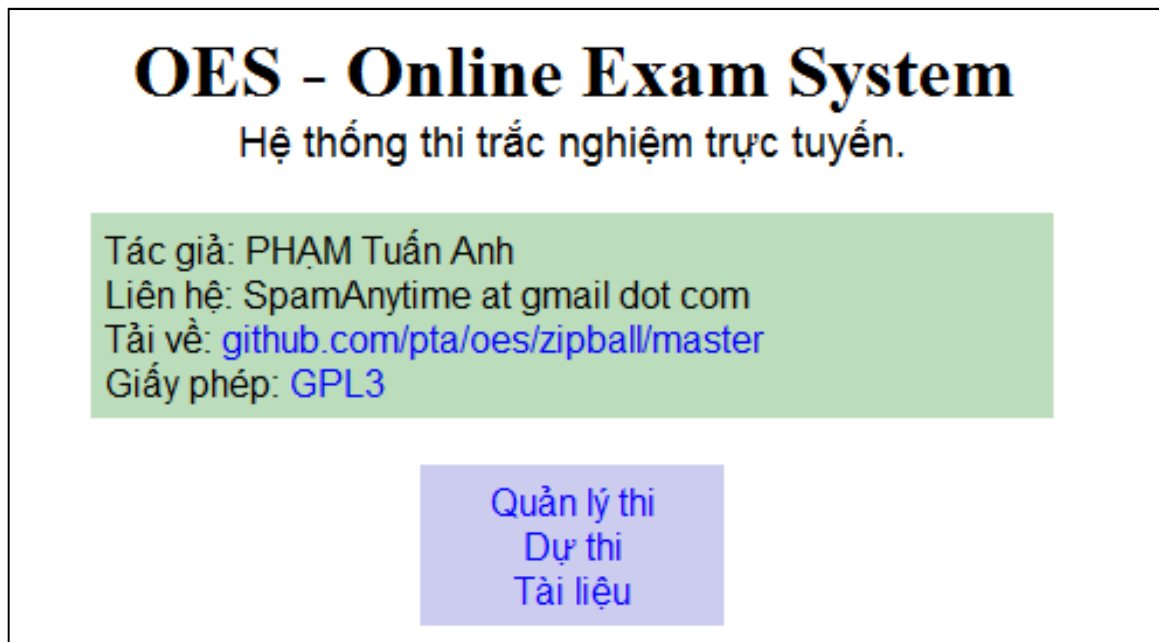 OES - Online Exam System
Hệ thống thi trắc nghiệm trực tuyến.
Tác giả: PHẠM Tuấn Anh
Liên hệ: SpamAnytime at gmail dot com
Tải về: github.com/pta/oes/zipball/master
Giấy phép: GPL3
Quản lý thi
Dự thi
Tài liệu